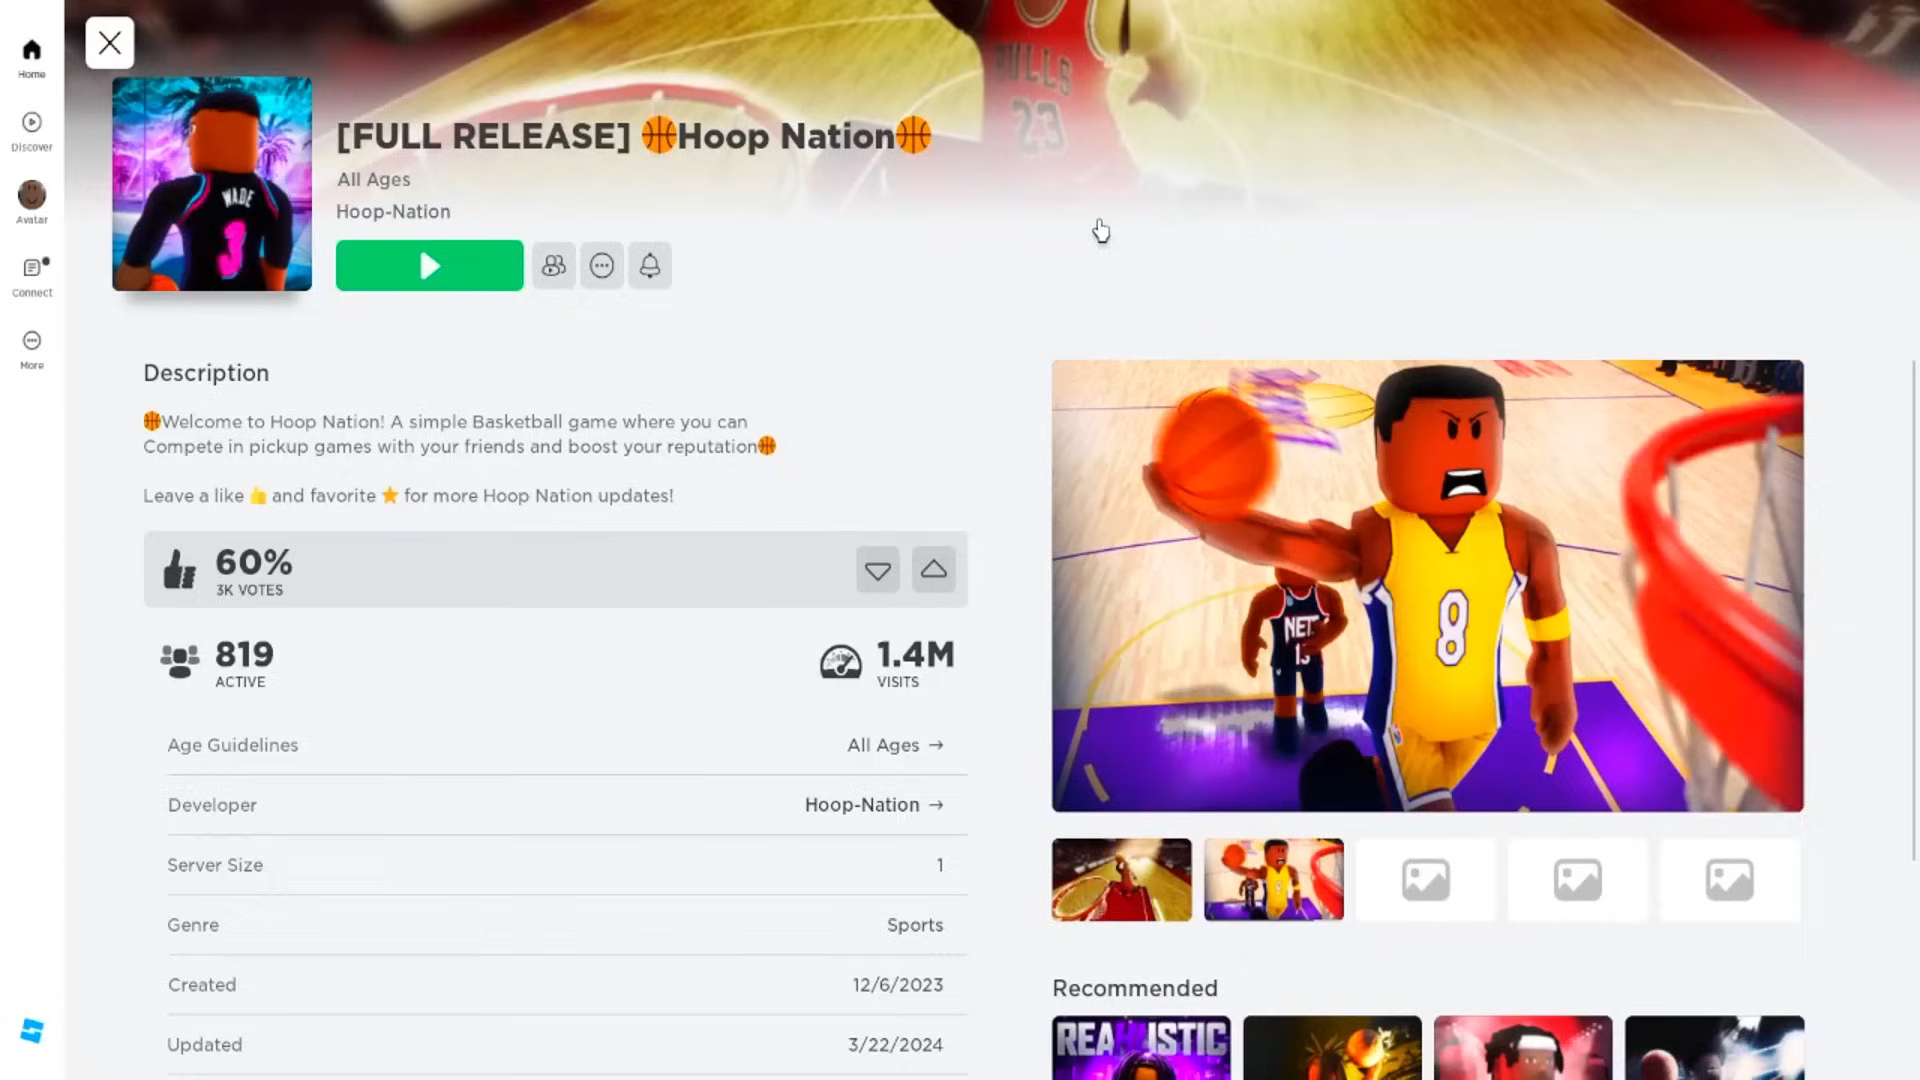 Home
Discover
Avatar
Connect
More
BULLS
23
WADE
3
[FULL RELEASE] 🏀Hoop Nation🏀
All Ages
Hoop-Nation
Description
🏀Welcome to Hoop Nation! A simple Basketball game where you can
Compete in pickup games with your friends and boost your reputation🏀
Leave a like 👍 and favorite ⭐ for more Hoop Nation updates!
60%
3K VOTES
819
ACTIVE
1.4M
VISITS
Age Guidelines
All Ages →
Developer
Hoop-Nation →
Server Size
1
Genre
Sports
Created
12/6/2023
Updated
3/22/2024
NETS
13
8
Recommended
REALISTIC